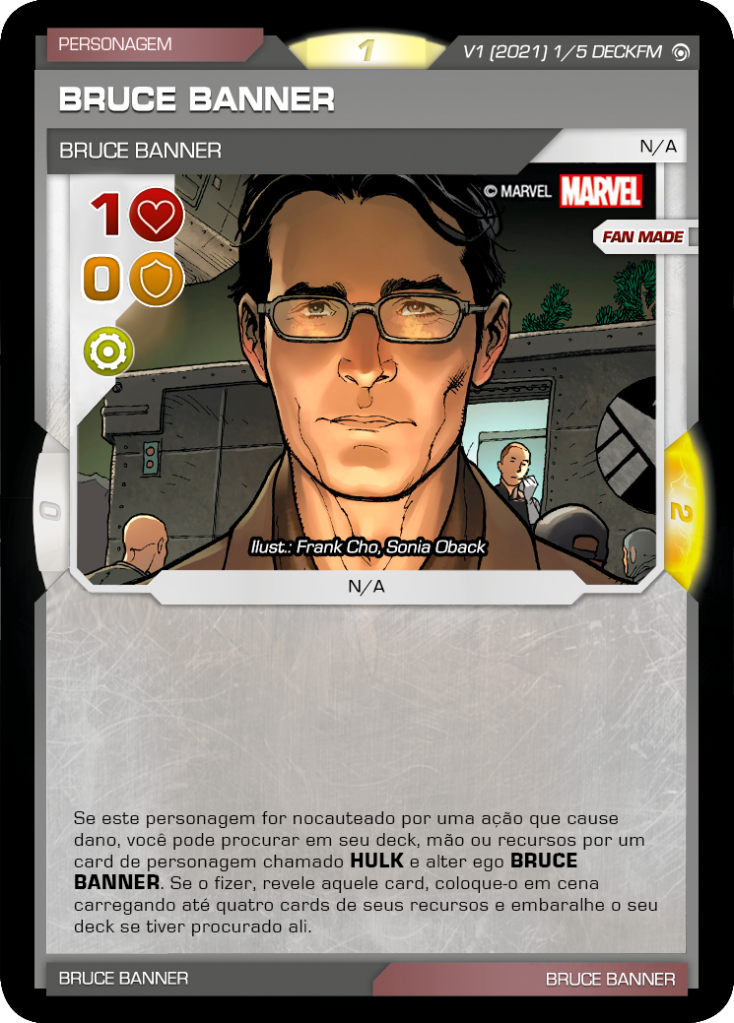 PERSONAGEM
1
V1 (2021) 1/5 DECKFM
BRUCE BANNER
BRUCE BANNER
N/A
© MARVEL MARVEL
1
FAN MADE
0
0
2
Ilust.: Frank Cho, Sonia Oback
N/A
Se este personagem for nocauteado por uma ação que cause
dano, você pode procurar em seu deck, mão ou recursos por um
card de personagem chamado HULK e alter ego BRUCE
BANNER. Se o fizer, revele aquele card, coloque-o em cena
carregando até quatro cards de seus recursos e embaralhe o seu
deck se tiver procurado ali.
BRUCE BANNER
BRUCE BANNER